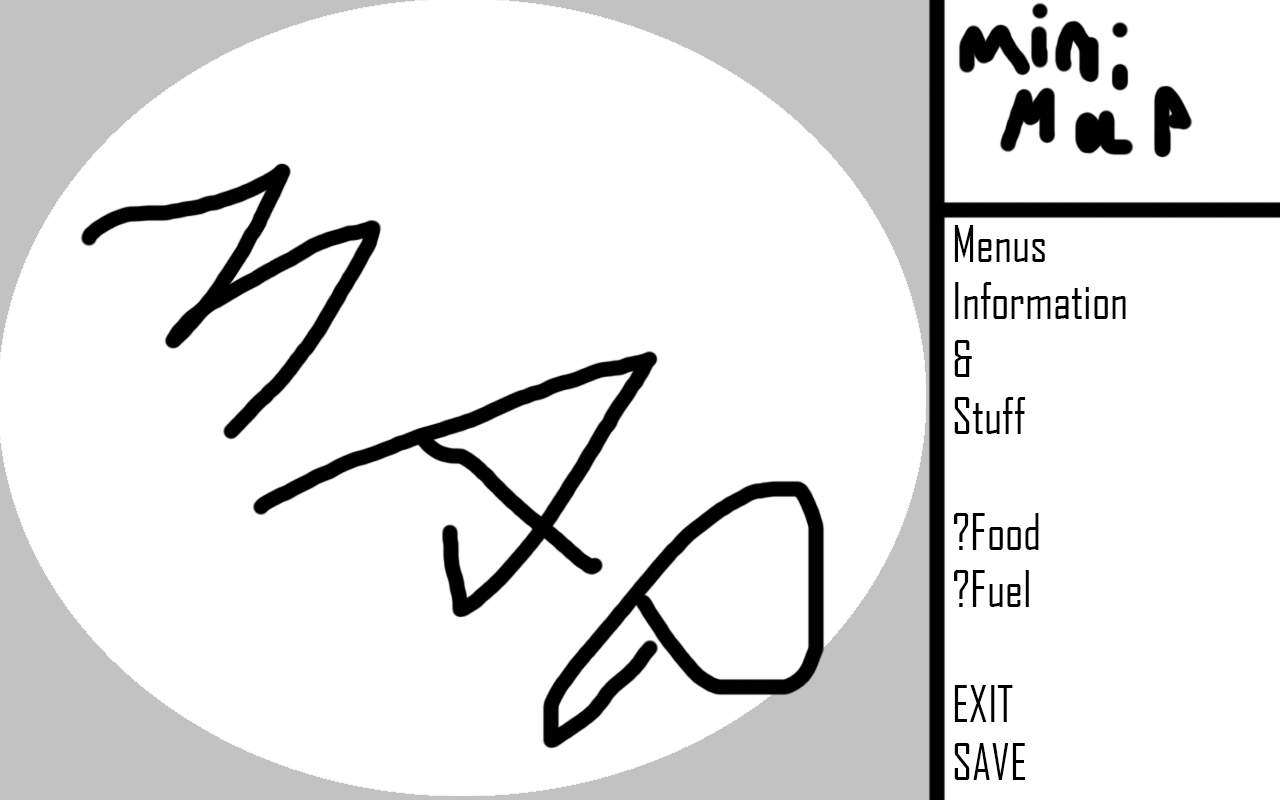 MAP
mini
Map
Menus
Information
&
Stuff
?Food
?Fuel
EXIT
SAVE